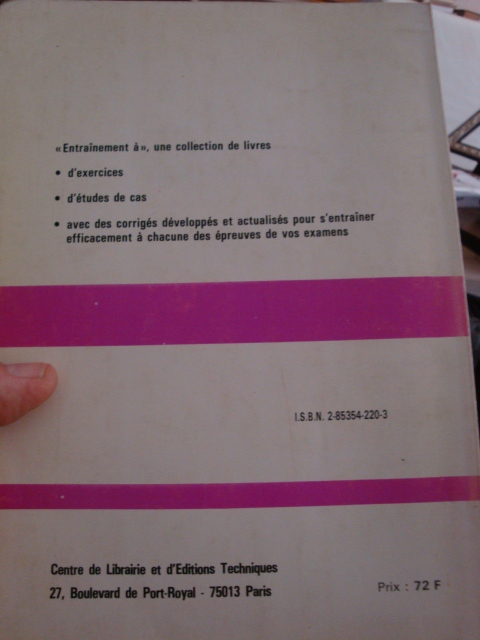 «Entraînement à», une collection de livres
• d'exercices
• d'études de cas
• avec des corrigés développés et actualisés pour s'entraîner
efficacement à chacune des épreuves de vos examens
I.S.B.N. 2-85354-220-3
Centre de Librairie et d'Editions Techniques
27, Boulevard de Port-Royal - 75013 Paris
Prix : 72 F